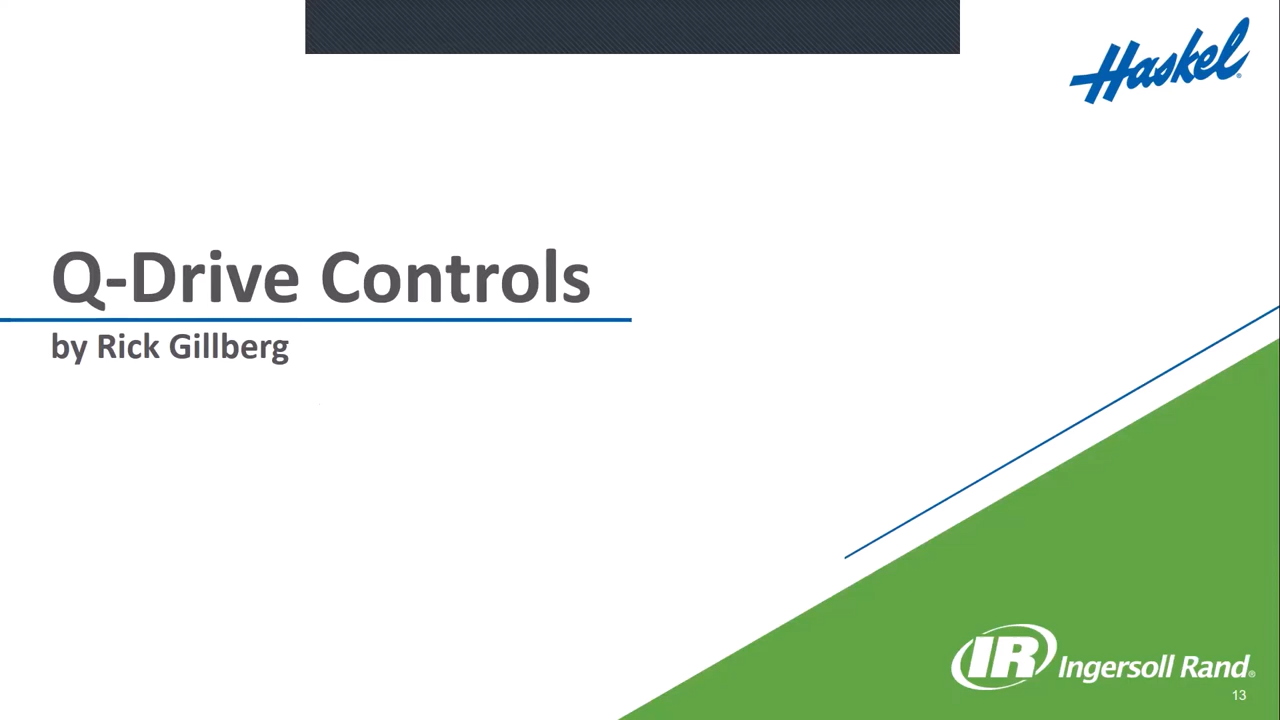 Haskel®
Q-Drive Controls
by Rick Gillberg
IR Ingersoll Rand®
13